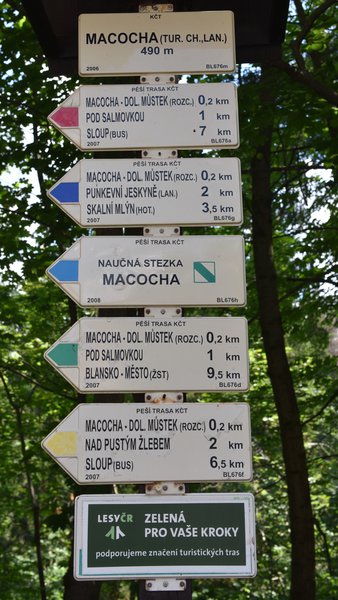 KČT
MACOCHA (TUR. CH., LAN.)
490 m
2006 BL676m
PĚŠÍ TRASA KČT
MACOCHA - DOL. MŮSTEK (ROZC.) 0,2 km
POD SALMOVKOU 1 km
SLOUP (BUS) 7 km
2007 BL676a
PĚŠÍ TRASA KČT
MACOCHA - DOL. MŮSTEK (ROZC.) 0,2 km
PUNKEVNÍ JESKYNĚ (LAN.) 2 km
SKALNÍ MLÝN (HOT.) 3,5 km
2007 BL676g
PĚŠÍ TRASA KČT
NAUČNÁ STEZKA
MACOCHA
2008 BL676h
PĚŠÍ TRASA KČT
MACOCHA - DOL. MŮSTEK (ROZC.) 0,2 km
POD SALMOVKOU 1 km
BLANSKO - MĚSTO (ŽST) 9,5 km
2007 BL676d
PĚŠÍ TRASA KČT
MACOCHA - DOL. MŮSTEK (ROZC.) 0,2 km
NAD PUSTÝM ŽLEBEM 2 km
SLOUP (BUS) 6,5 km
2007 BL676f
LESYČR ZELENÁ
PRO VAŠE KROKY
podporujeme značení turistických tras